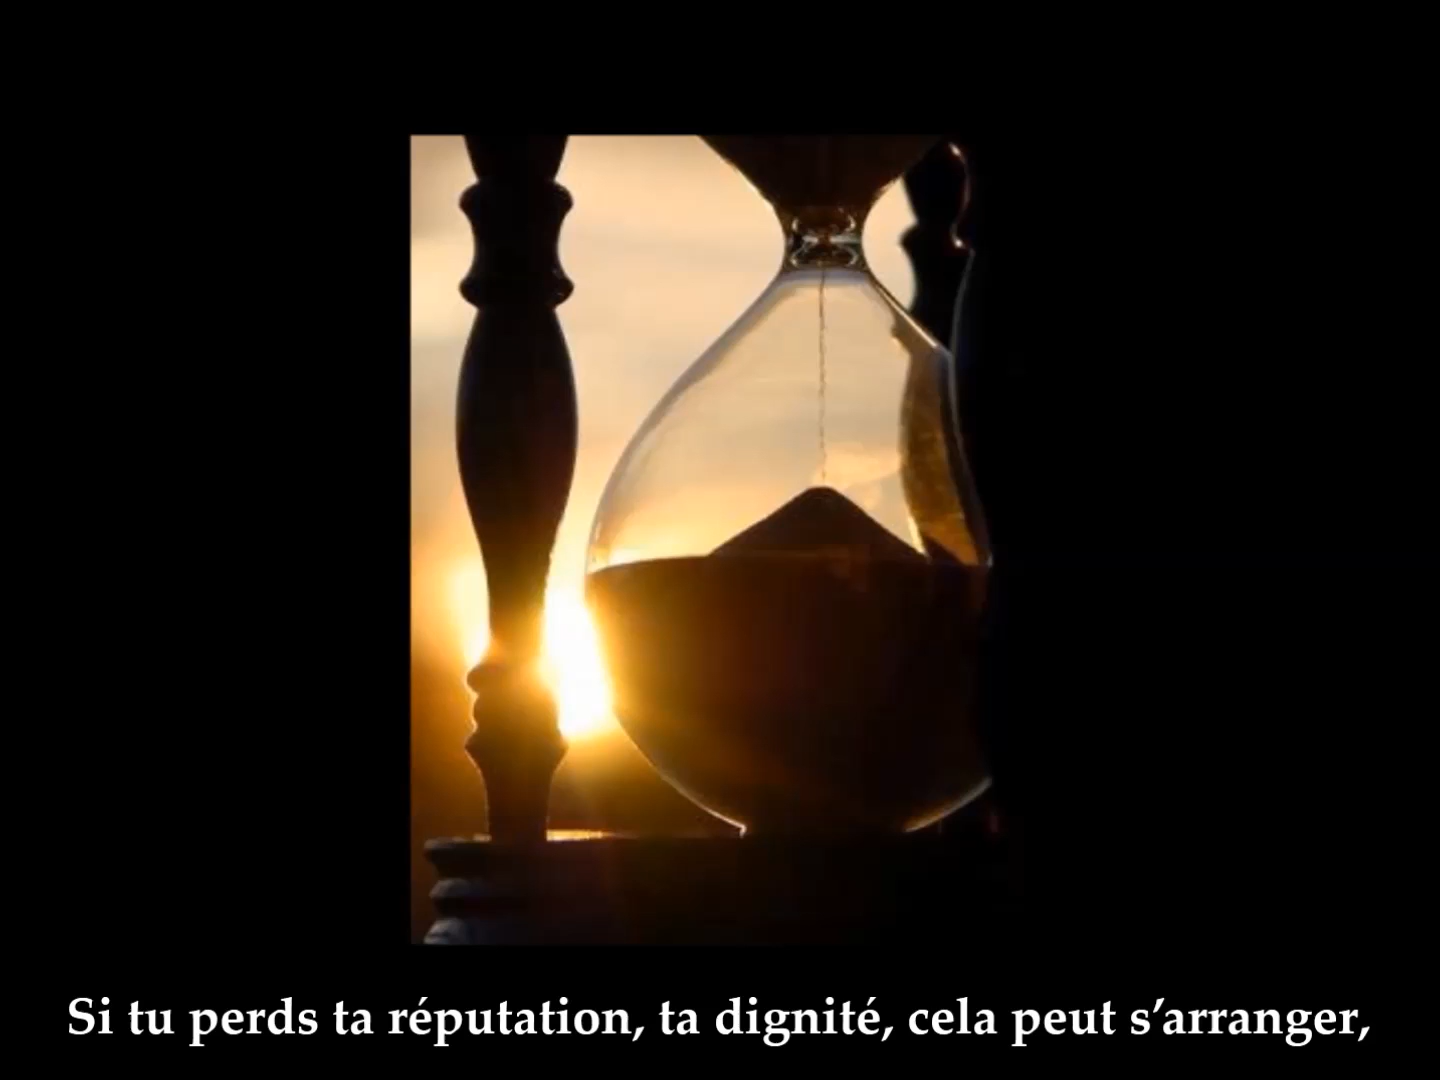 Si tu perds ta réputation, ta dignité, cela peut s’arranger,